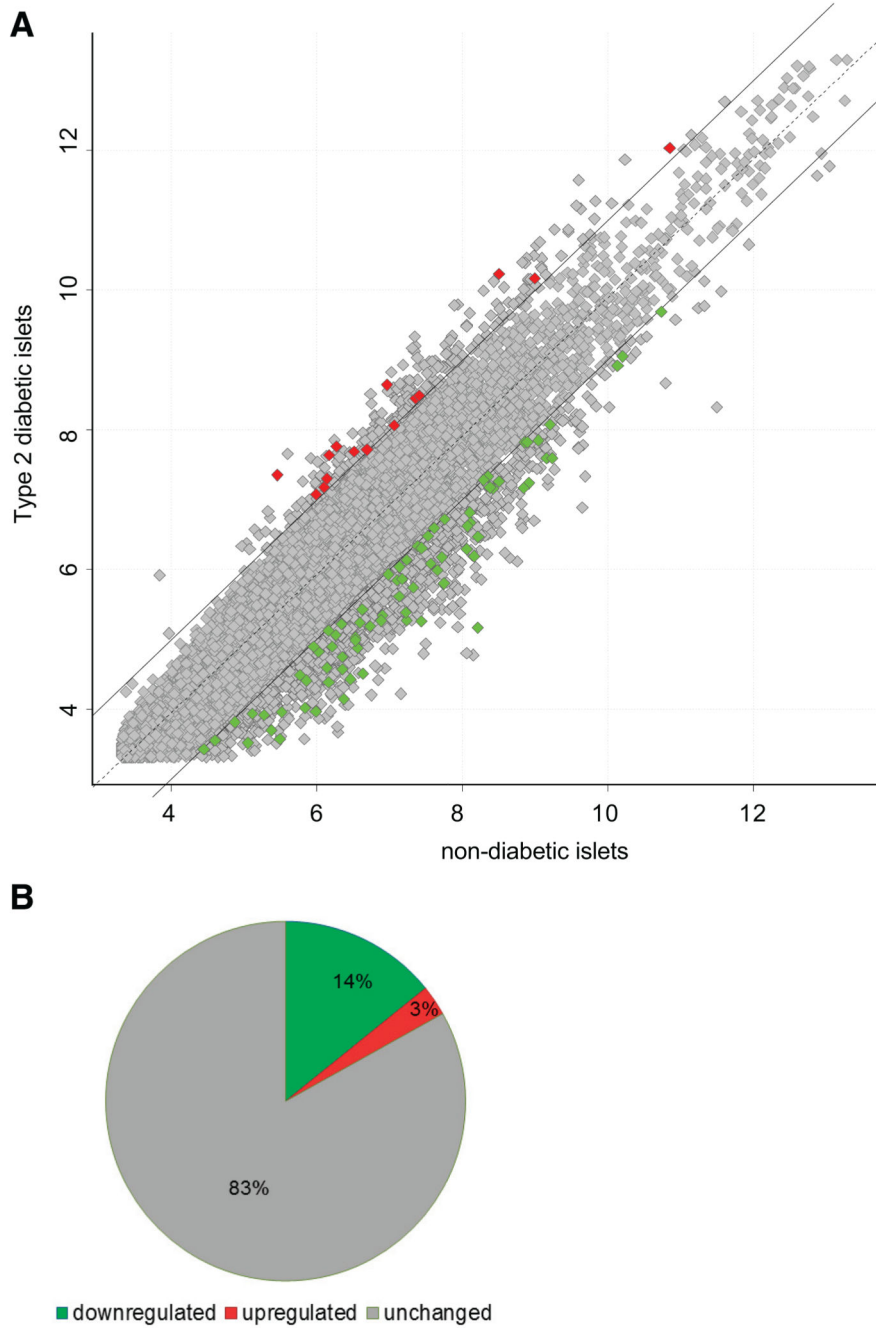 A
Type 2 diabetic islets
12
10
8
6
4
4 6 8 10 12
non-diabetic islets
B
14%
3%
83%
downregulated upregulated unchanged